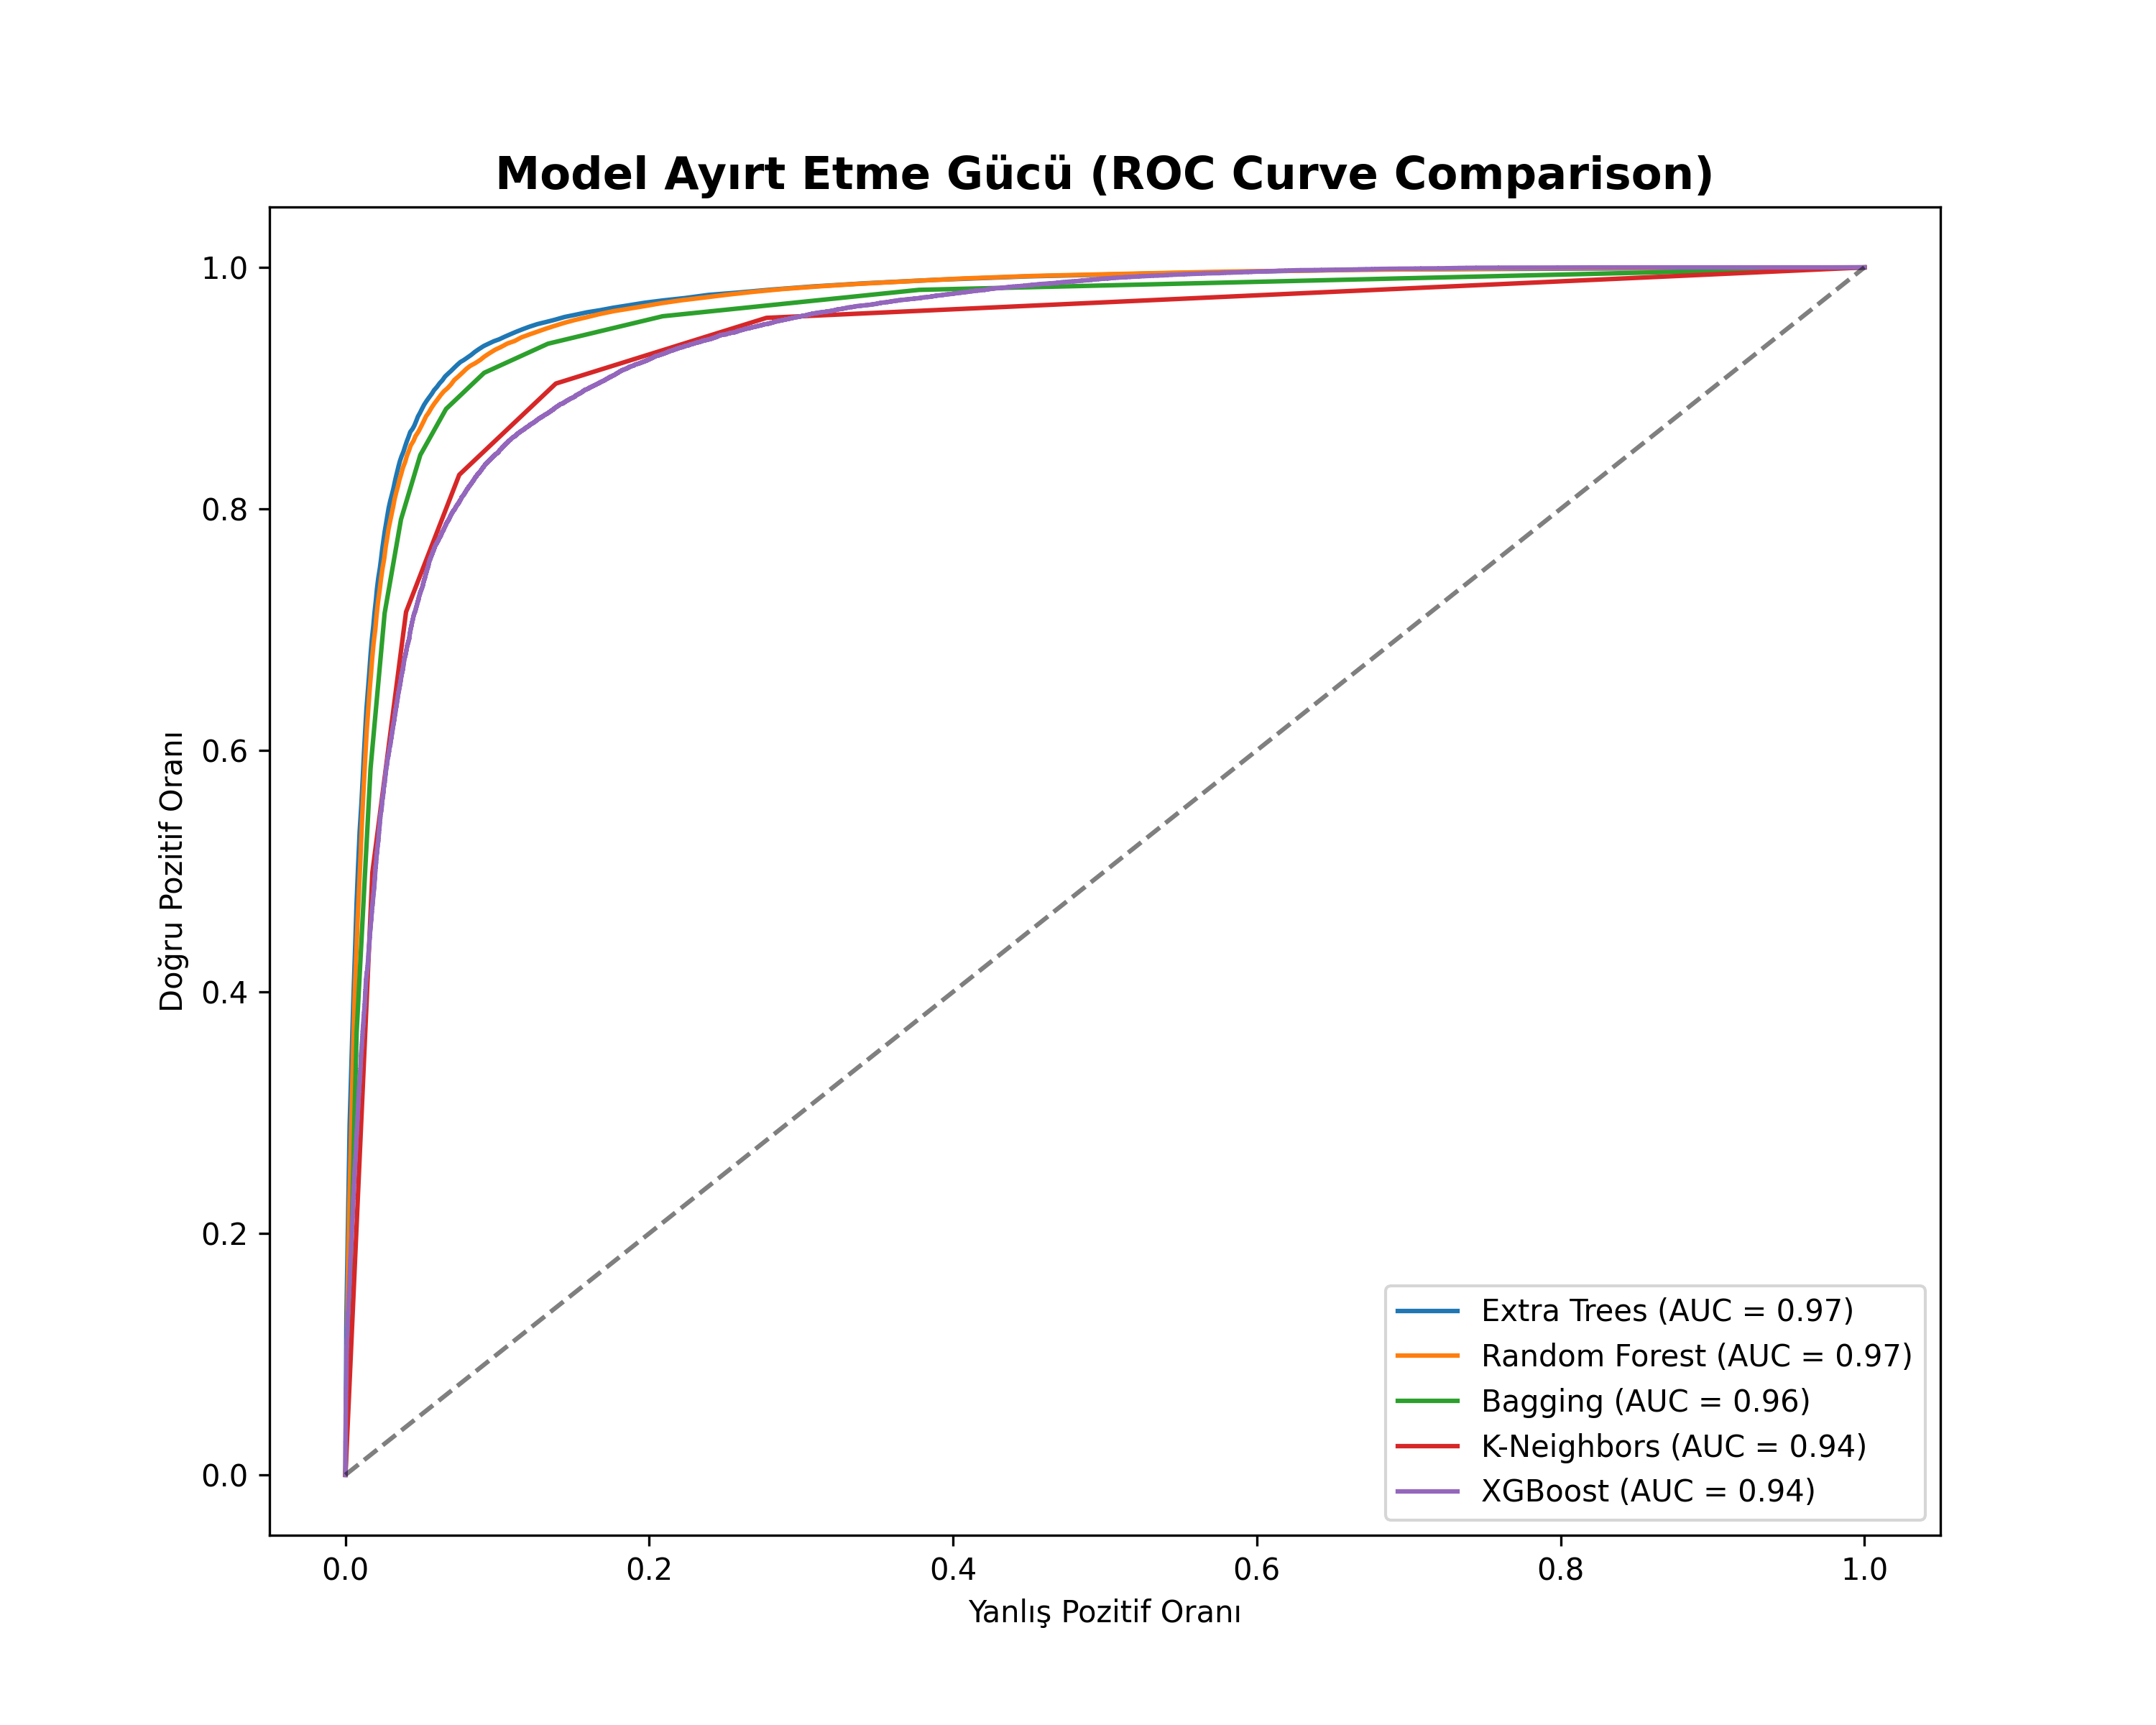 Model Ayırt Etme Gücü (ROC Curve Comparison)
1.0
0.8
0.6
0.4
0.2
0.0
Doğru Pozitif Oranı
0.0 0.2 0.4 0.6 0.8 1.0
Yanlış Pozitif Oranı
Extra Trees (AUC = 0.97)
Random Forest (AUC = 0.97)
Bagging (AUC = 0.96)
K-Neighbors (AUC = 0.94)
XGBoost (AUC = 0.94)